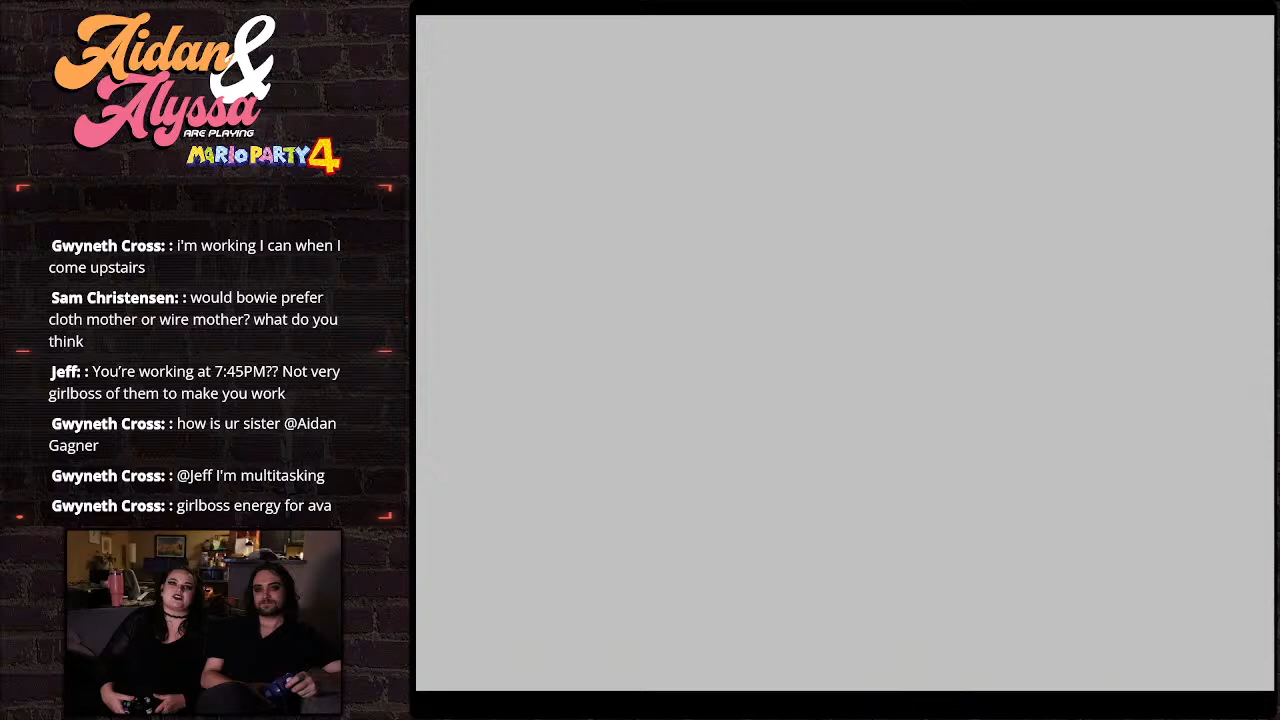 Aidan &
Alyssa
ARE PLAYING
MARIO PARTY 4
Gwyneth Cross: : i'm working I can when I
come upstairs
Sam Christensen: : would bowie prefer
cloth mother or wire mother? what do you
think
Jeff: : You’re working at 7:45PM?? Not very
girlboss of them to make you work
Gwyneth Cross: : how is ur sister @Aidan
Gagner
Gwyneth Cross: : @Jeff I'm multitasking
Gwyneth Cross: : girlboss energy for ava